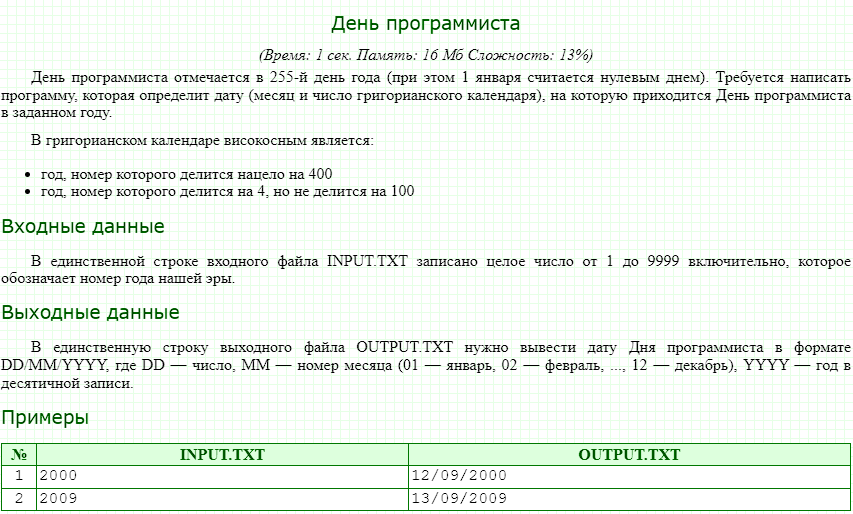 День программиста
(Время: 1 сек. Память: 16 Мб Сложность: 13%)
День программиста отмечается в 255-й день года (при этом 1 января считается нулевым днем). Требуется написать
программу, которая определит дату (месяц и число григорианского календаря), на которую приходится День программиста
в заданном году.
В григорианском календаре високосным является:
• год, номер которого делится нацело на 400
• год, номер которого делится на 4, но не делится на 100
Входные данные
В единственной строке входного файла INPUT.TXT записано целое число от 1 до 9999 включительно, которое
обозначает номер года нашей эры.
Выходные данные
В единственную строку выходного файла OUTPUT.TXT нужно вывести дату Дня программиста в формате
DD/MM/YYYY, где DD — число, MM — номер месяца (01 — январь, 02 — февраль, ..., 12 — декабрь), YYYY — год в
десятичной записи.
Примеры
№ INPUT.TXT OUTPUT.TXT
1 2000 12/09/2000
2 2009 13/09/2009